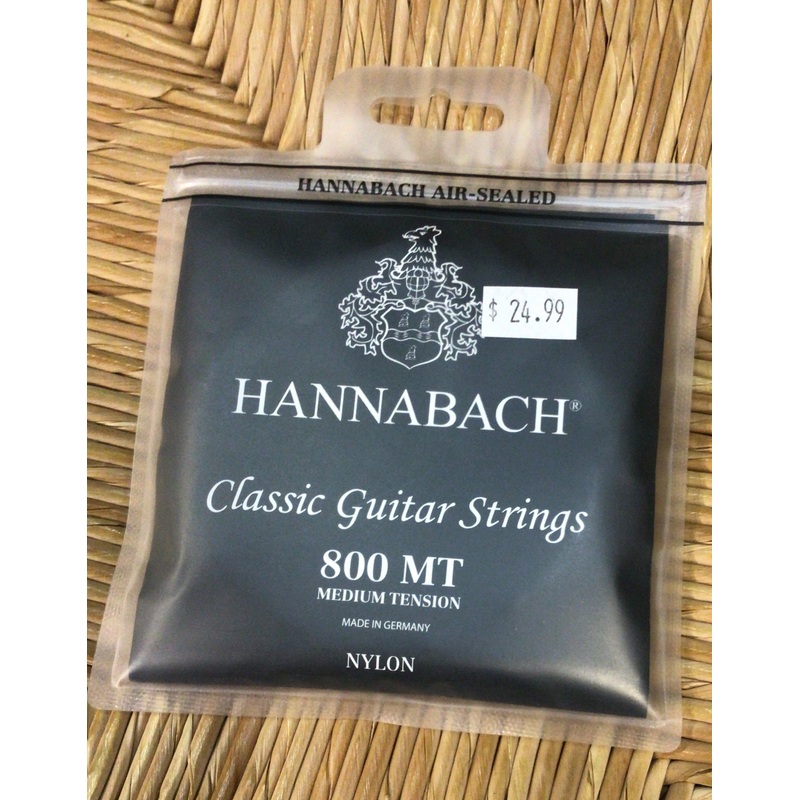 HANNABACH AIR-SEALED
$ 24.99
HANNABACH®
Classic Guitar Strings
800 MT
MEDIUM TENSION
MADE IN GERMANY
NYLON